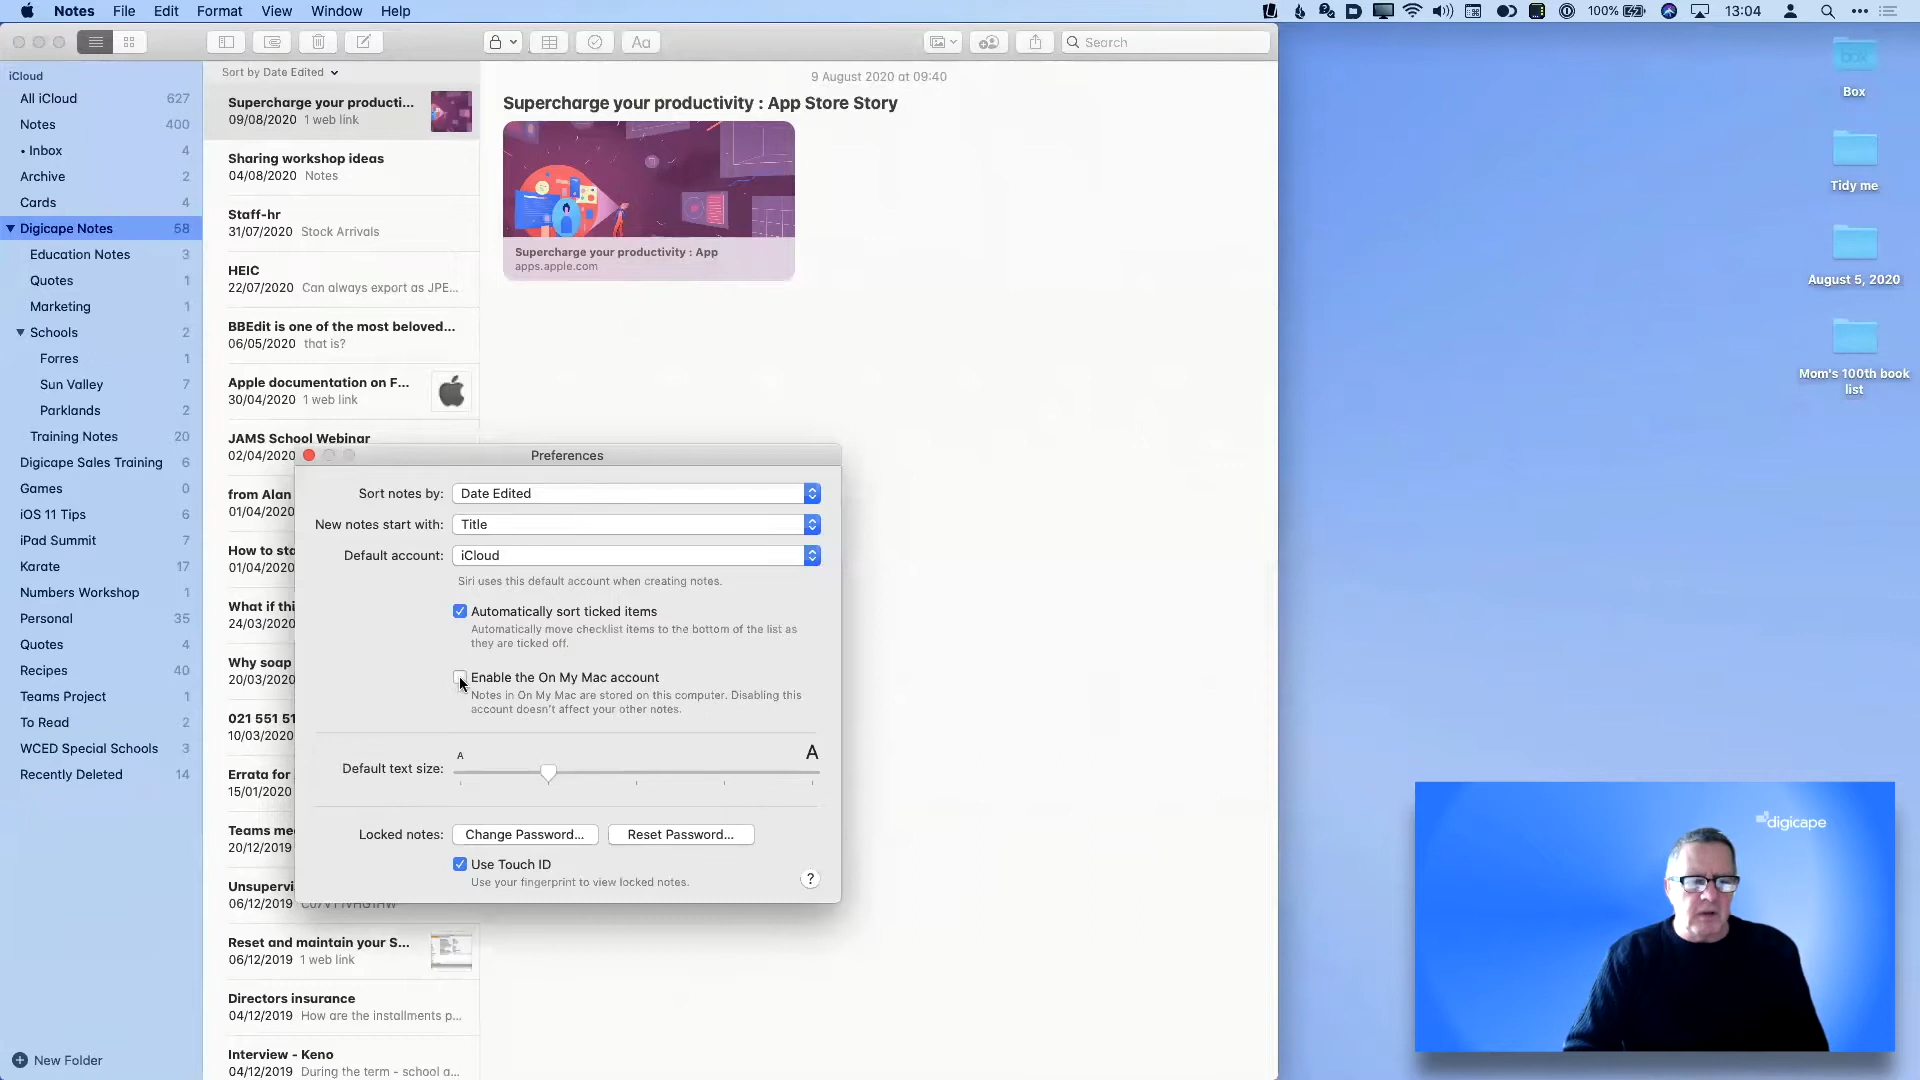 Notes File Edit Format View Window Help
100% 13:04
Aa
Search
iCloud
All iCloud 627
Notes 400
• Inbox 4
Archive 2
Cards 4
Digicape Notes 58
Education Notes 3
Quotes 1
Marketing 1
Schools 2
Forres 1
Sun Valley 7
Parklands 2
Training Notes 20
Digicape Sales Training 6
Games 0
iOS 11 Tips 6
iPad Summit 7
Karate 17
Numbers Workshop 1
Personal 35
Quotes 4
Recipes 40
Teams Project 1
To Read 2
WCED Special Schools 3
Recently Deleted 14
New Folder
Sort by Date Edited
Supercharge your producti...
09/08/2020 1 web link
Sharing workshop ideas
04/08/2020 Notes
Staff-hr
31/07/2020 Stock Arrivals
HEIC
22/07/2020 Can always export as JPE...
BBEdit is one of the most beloved...
06/05/2020 that is?
Apple documentation on F...
30/04/2020 1 web link
JAMS School Webinar
02/04/2020
from Alan
01/04/2020
How to sta
01/04/2020
What if thi
24/03/2020
Why soap
20/03/2020
021 551 51
10/03/2020
Errata for
15/01/2020
Teams me
20/12/2019
Unsupervi
06/12/2019
Reset and maintain your S...
06/12/2019 1 web link
Directors insurance
04/12/2019 How are the installments p...
Interview - Keno
04/12/2019 During the term - school a...
9 August 2020 at 09:40
Supercharge your productivity : App Store Story
Supercharge your productivity : App
apps.apple.com
Preferences
Sort notes by: Date Edited
New notes start with: Title
Default account: iCloud
Siri uses this default account when creating notes.
Automatically sort ticked items
Automatically move checklist items to the bottom of the list as
they are ticked off.
Enable the On My Mac account
Notes in On My Mac are stored on this computer. Disabling this
account doesn't affect your other notes.
A A
Default text size:
Locked notes: Change Password... Reset Password...
Use Touch ID
Use your fingerprint to view locked notes.
?
box
Box
Tidy me
August 5, 2020
Mom's 100th book
list
digicape